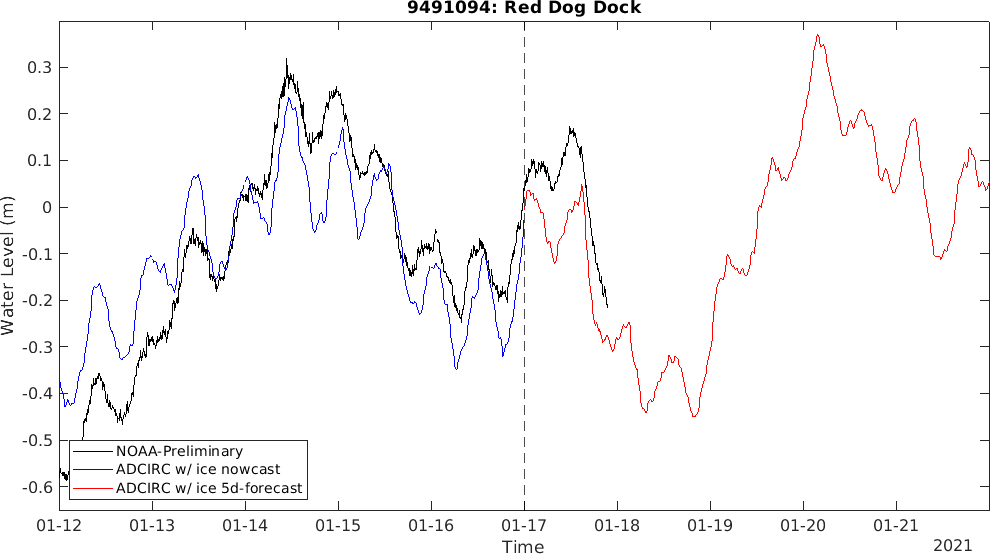 9491094: Red Dog Dock
Water Level (m)
0.3
0.2
0.1
0
-0.1
-0.2
-0.3
-0.4
-0.5
-0.6
NOAA-Preliminary
ADCIRC w/ ice nowcast
ADCIRC w/ ice 5d-forecast
01-12 01-13 01-14 01-15 01-16 01-17 01-18 01-19 01-20 01-21
Time
2021